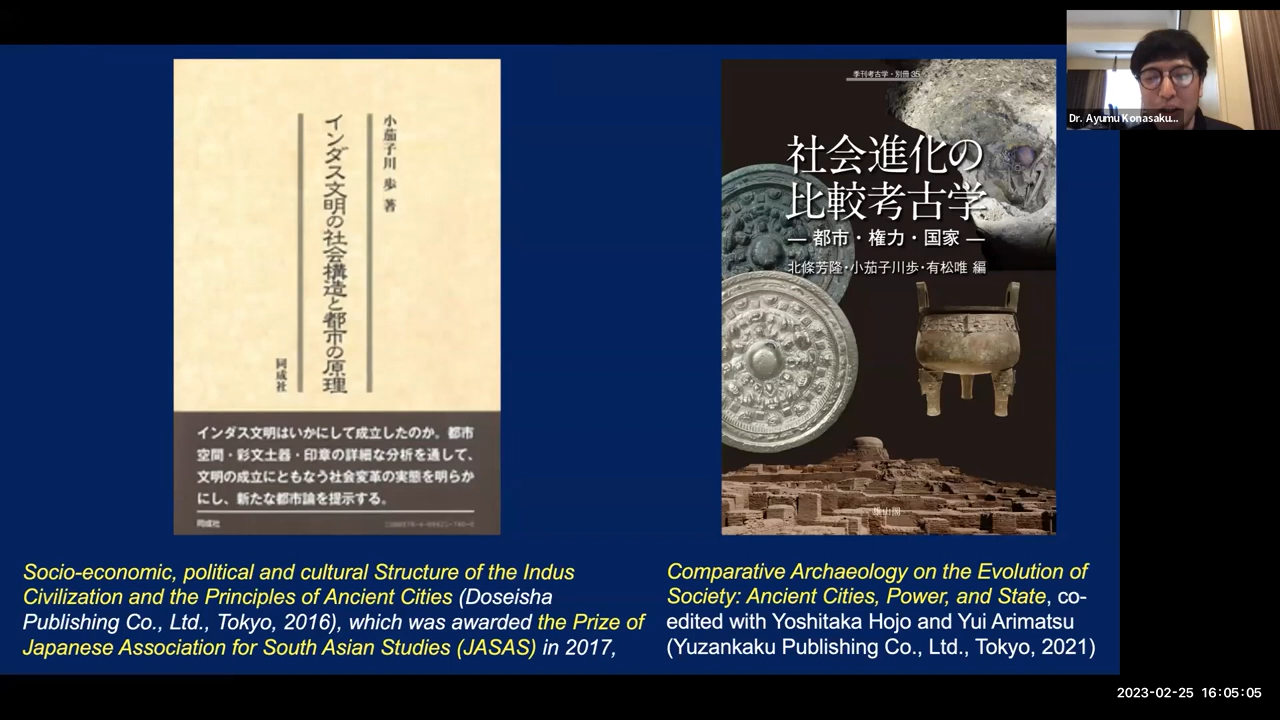 小茄子川 歩 著
インダス文明の社会構造と都市の原理
同成社
インダス文明はいかにして成立したのか。都市
空間・彩文土器・印章の詳細な分析を通して、
文明の成立にともなう社会変革の実態を明らか
にし、新たな都市論を提示する。
同成社
季刊考古学・別冊 35
社会進化の
比較考古学
― 都市・権力・国家 ―
北條芳隆・小茄子川歩・有松唯 編
雄山閣
Dr. Ayumu Konasaku...
Socio-economic, political and cultural Structure of the Indus
Civilization and the Principles of Ancient Cities (Doseisha
Publishing Co., Ltd., Tokyo, 2016), which was awarded the Prize of
Japanese Association for South Asian Studies (JASAS) in 2017,
Comparative Archaeology on the Evolution of
Society: Ancient Cities, Power, and State, co-
edited with Yoshitaka Hojo and Yui Arimatsu
(Yuzankaku Publishing Co., Ltd., Tokyo, 2021)
2023-02-25 16:05:05